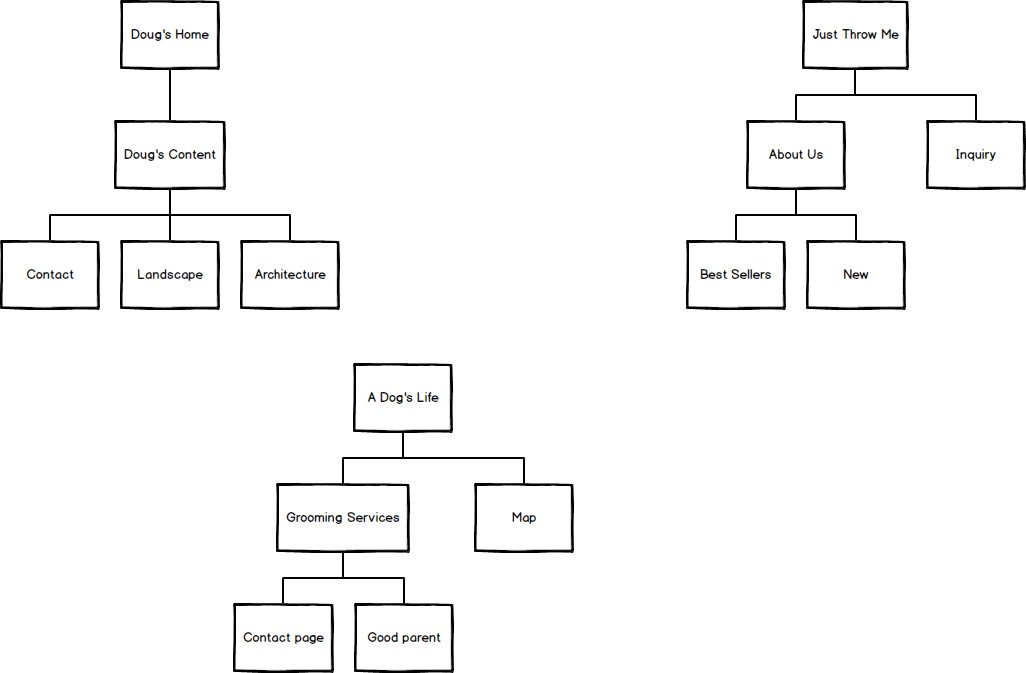 Doug's Home
Doug's Content
Contact
Landscape
Architecture
Just Throw Me
About Us
Inquiry
Best Sellers
New
A Dog's Life
Grooming Services
Map
Contact page
Good parent